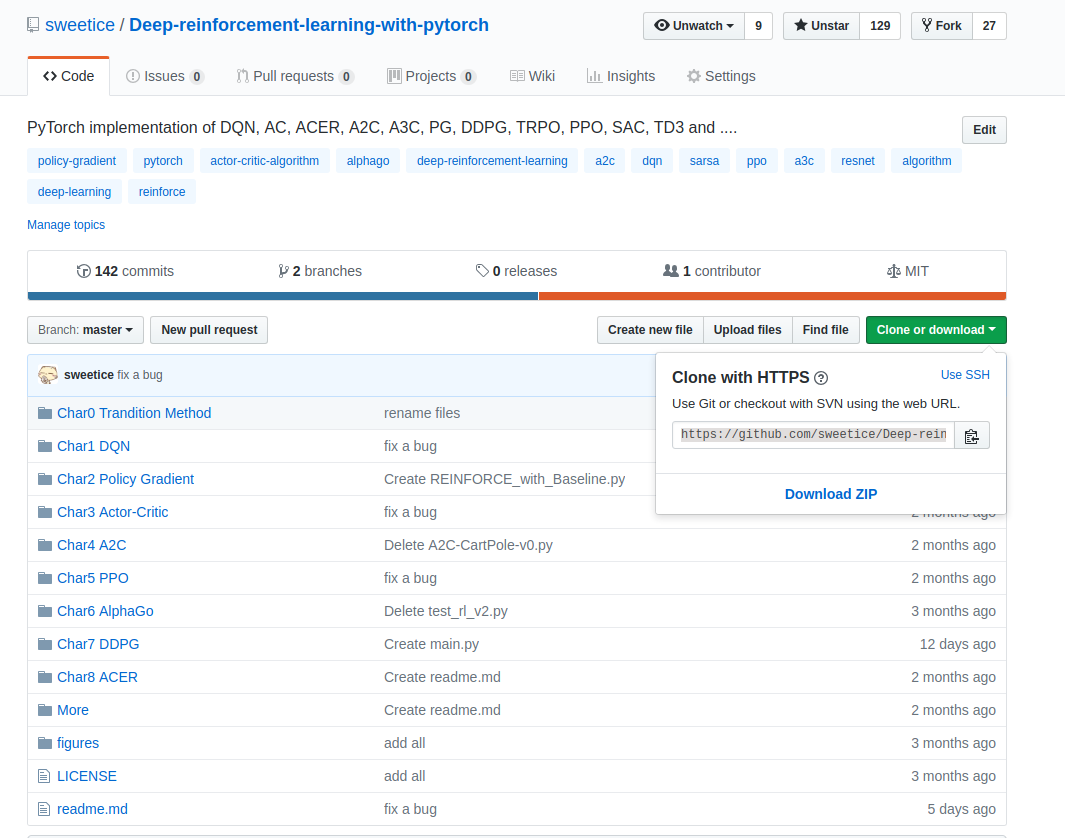 sweetice / Deep-reinforcement-learning-with-pytorch
Unwatch 9 Unstar 129 Fork 27
Code Issues 0 Pull requests 0 Projects 0 Wiki Insights Settings
PyTorch implementation of DQN, AC, ACER, A2C, A3C, PG, DDPG, TRPO, PPO, SAC, TD3 and ....
Edit
policy-gradient pytorch actor-critic-algorithm alphago deep-reinforcement-learning a2c dqn sarsa ppo a3c resnet algorithm
deep-learning reinforce
Manage topics
142 commits 2 branches 0 releases 1 contributor MIT
Branch: master New pull request Create new file Upload files Find file Clone or download
sweetice fix a bug
Clone with HTTPS ? Use SSH
Use Git or checkout with SVN using the web URL.
https://github.com/sweetice/Deep-rein
Download ZIP
Char0 Trandition Method rename files
Char1 DQN fix a bug
Char2 Policy Gradient Create REINFORCE_with_Baseline.py
Char3 Actor-Critic fix a bug 2 months ago
Char4 A2C Delete A2C-CartPole-v0.py 2 months ago
Char5 PPO fix a bug 2 months ago
Char6 AlphaGo Delete test_rl_v2.py 3 months ago
Char7 DDPG Create main.py 12 days ago
Char8 ACER Create readme.md 2 months ago
More Create readme.md 2 months ago
figures add all 3 months ago
LICENSE add all 3 months ago
readme.md fix a bug 5 days ago